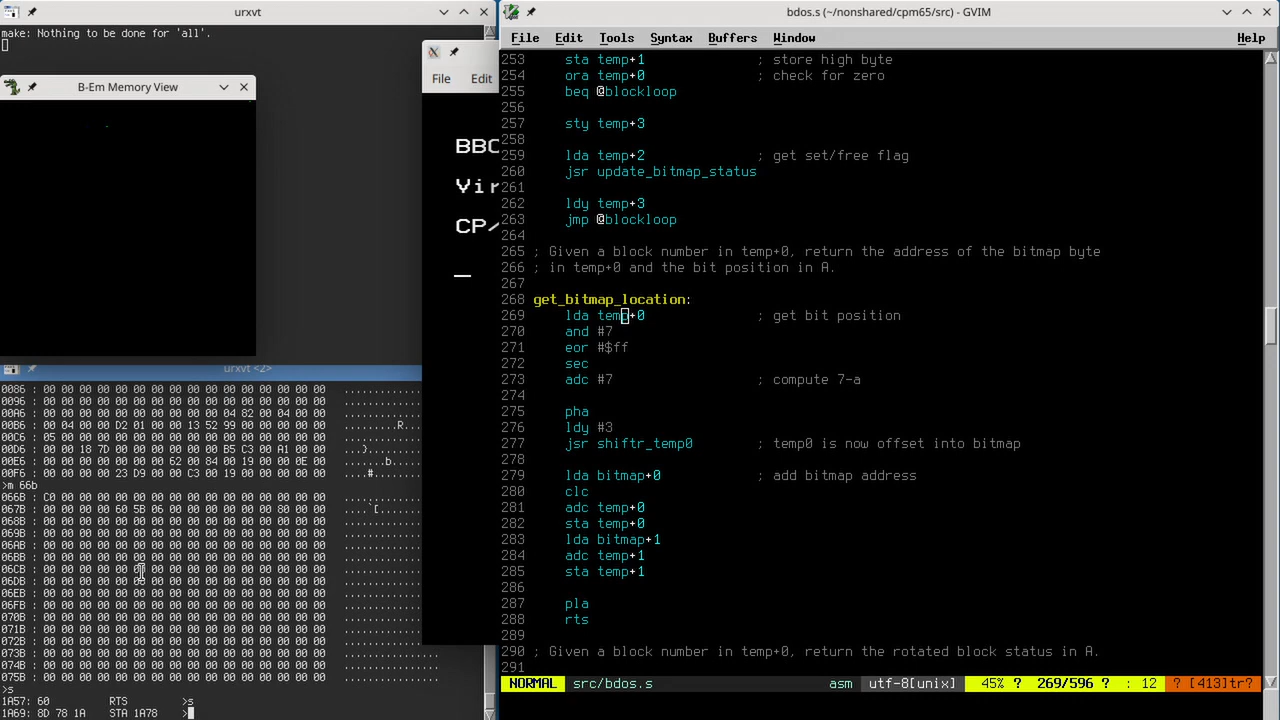 urxvt
make: Nothing to be done for 'all'.
B-Em Memory View
File Edit
BBC
Vir
CP/
_
urxvt <2>
0086 : 00 00 00 00 00 00 00 00 00 00 00 00 00 00 00 00
0096 : 00 00 00 00 00 00 00 00 00 00 00 00 00 00 00 00
00A6 : 00 00 00 00 00 00 00 00 00 00 04 82 00 04 00 00
00B6 : 00 04 00 00 D2 01 00 00 13 52 99 00 00 00 00 00
00C6 : 05 00 00 00 00 00 00 00 00 00 00 00 00 00 00 00
00D6 : 00 00 18 7D 00 00 00 00 00 00 B5 C3 00 A1 00 00
00E6 : 00 00 00 00 00 00 00 00 62 00 84 00 19 00 00 0E
00F6 : 00 00 00 23 D9 00 00 C3 00 19 00 00 00 00 00
>m 66b
066B : C0 00 00 00 00 00 00 00 00 00 00 00 00 00 00 00
067B : 00 00 00 00 00 60 5B 06 00 00 00 00 00 80 00 00
068B : 00 00 00 00 00 00 00 00 00 00 00 00 00 00 00 00
069B : 00 00 00 00 00 00 00 00 00 00 00 00 00 00 00 00
06AB : 00 00 00 00 00 00 00 00 00 00 00 00 00 00 00 00
06BB : 00 00 00 00 00 00 00 00 00 00 00 00 00 00 00 00
06CB : 00 00 00 00 00 00 00 00 00 00 00 00 00 00 00 00
06DB : 00 00 00 00 00 00 00 00 00 00 00 00 00 00 00 00
06EB : 00 00 00 00 00 00 00 00 00 00 00 00 00 00 00 00
06FB : 00 00 00 00 00 00 00 00 00 00 00 00 00 00 00 00
070B : 00 00 00 00 00 00 00 00 00 00 00 00 00 00 00 00
071B : 00 00 00 00 00 00 00 00 00 00 00 00 00 00 00 00
072B : 00 00 00 00 00 00 00 00 00 00 00 00 00 00 00 00
073B : 00 00 00 00 00 00 00 00 00 00 00 00 00 00 00 00
074B : 00 00 00 00 00 00 00 00 00 00 00 00 00 00 00 00
075B : 00 00 00 00 00 00 00 00 00 00 00 00 00 00 00 00
>s
1A57: 60 RTS >s
1A69: 8D 78 1A STA 1A78 >
bdos.s (~/nonshared/cpm65/src) - GVIM
File Edit Tools Syntax Buffers Window Help
253 sta temp+1 ; store high byte
254 ora temp+0 ; check for zero
255 beq @blockloop
256
257 sty temp+3
258
259 lda temp+2 ; get set/free flag
260 jsr update_bitmap_status
261
262 ldy temp+3
263 jmp @blockloop
264
265 ; Given a block number in temp+0, return the address of the bitmap byte
266 ; in temp+0 and the bit position in A.
267
268 get_bitmap_location:
269 lda temp+0 ; get bit position
270 and #7
271 eor #$ff
272 sec
273 adc #7 ; compute 7-a
274
275 pha
276 ldy #3
277 jsr shiftr_temp0 ; temp0 is now offset into bitmap
278
279 lda bitmap+0 ; add bitmap address
280 clc
281 adc temp+0
282 sta temp+0
283 lda bitmap+1
284 adc temp+1
285 sta temp+1
286
287 pla
288 rts
289
290 ; Given a block number in temp+0, return the rotated block status in A.
291
NORMAL src/bdos.s asm utf-8[unix] 45% ? 269/596 ? : 12 ? [413]tr?